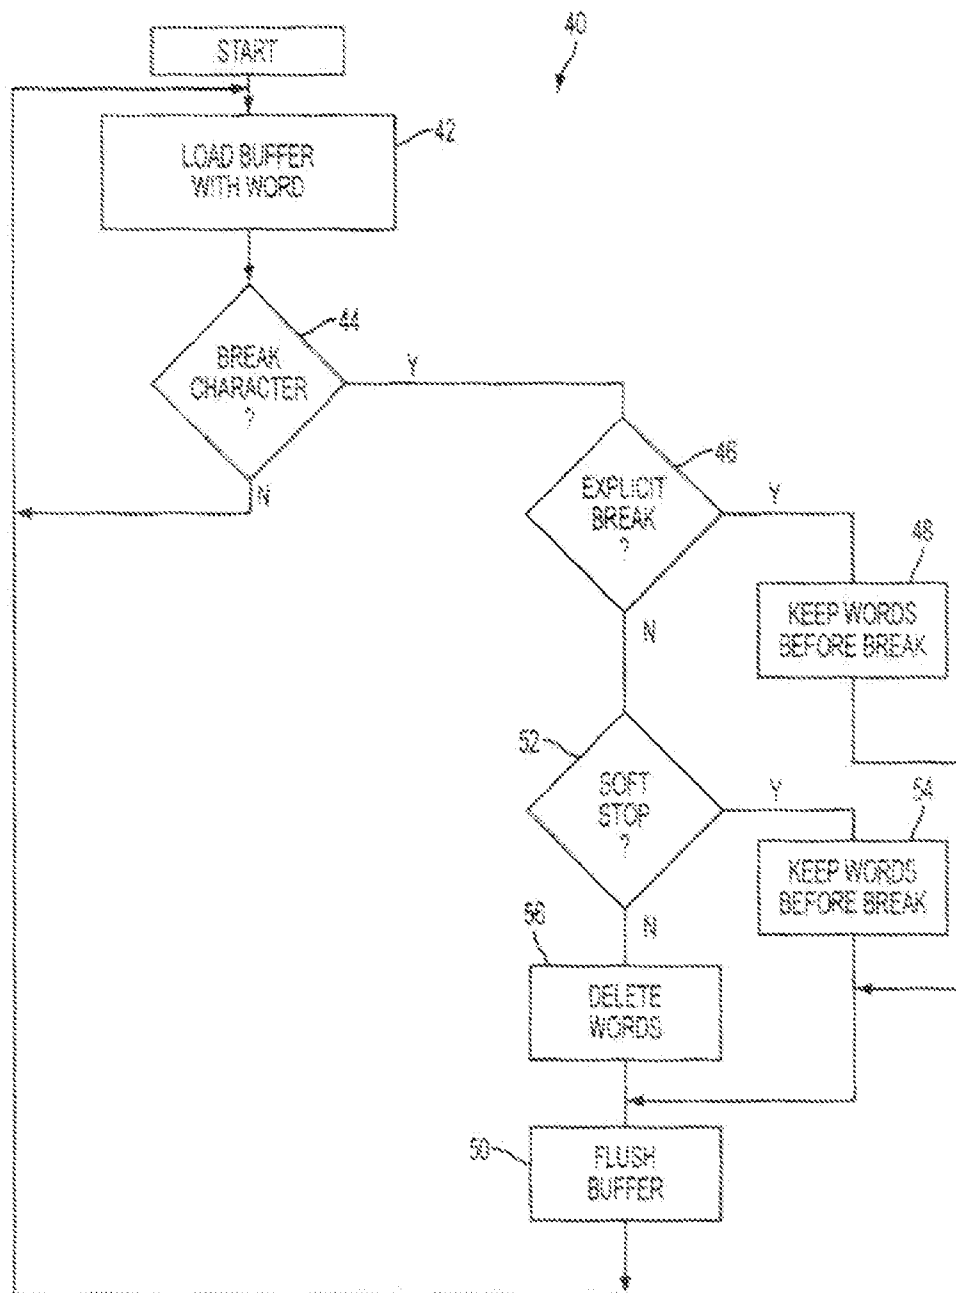 START
40
42
LOAD BUFFER
WITH WORD
44
BREAK
CHARACTER
?
Y
N
46
EXPLICIT
BREAK
?
Y
N
48
KEEP WORDS
BEFORE BREAK
52
SOFT
STOP
?
Y
N
54
KEEP WORDS
BEFORE BREAK
56
DELETE
WORDS
50
FLUSH
BUFFER